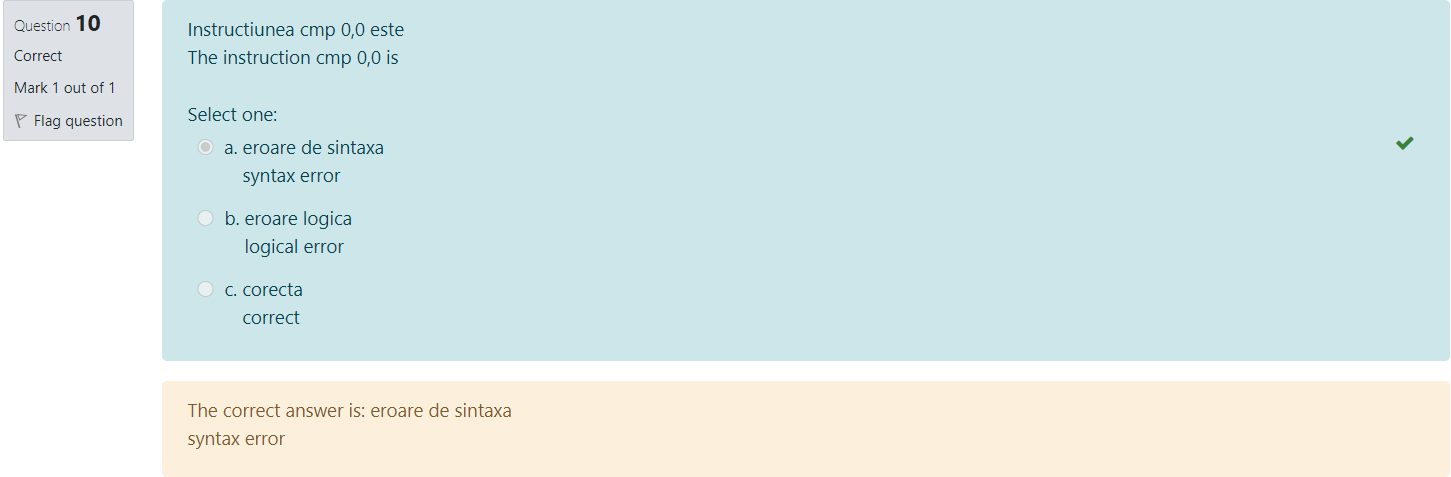 Question 10
Correct
Mark 1 out of 1
Flag question
Instructiunea cmp 0,0 este
The instruction cmp 0,0 is
Select one:
a. eroare de sintaxa
syntax error
b. eroare logica
logical error
c. corecta
correct
The correct answer is: eroare de sintaxa
syntax error